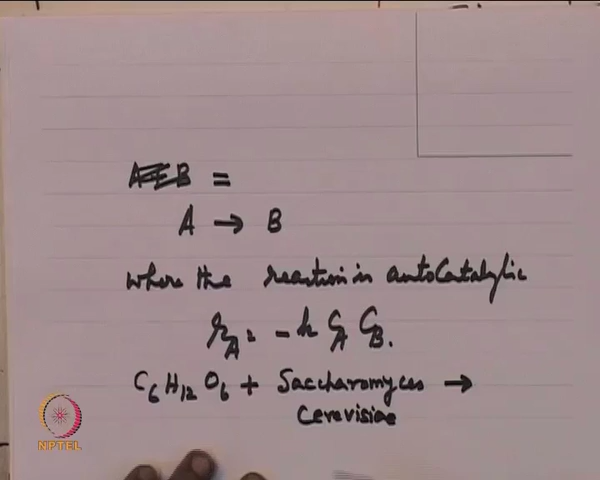 =
A → B
where the reaction is autocatalytic
r_A = - k C_A C_B.
C6H12O6 + Saccharomyces →
Cerevisiae
NPTEL